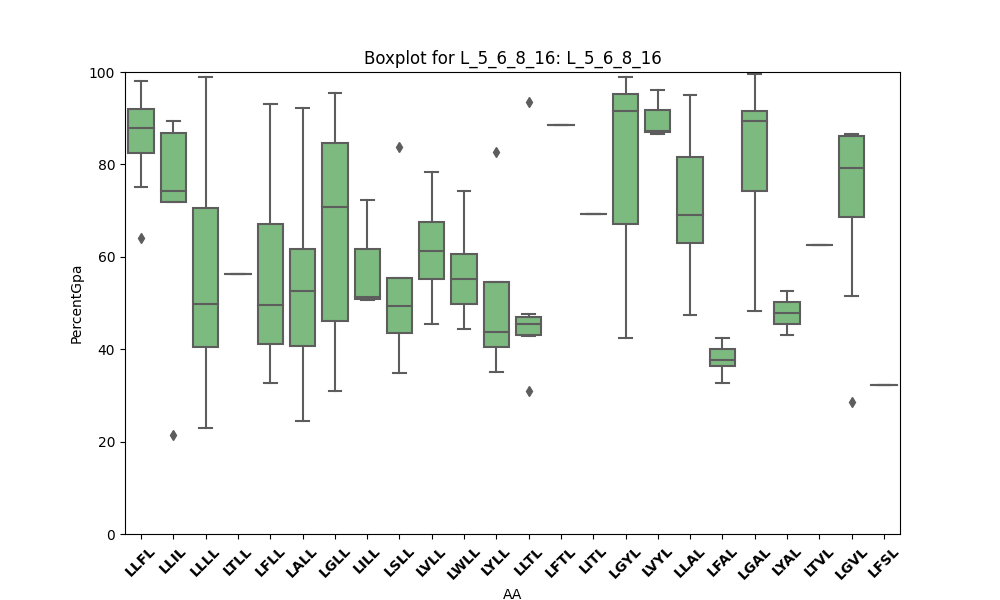 Boxplot for L_5_6_8_16: L_5_6_8_16
100
80
60
40
20
0
PercentGpa
LLFL LLIL LLLL LTLL LFLL LALL LGLL LILL LSLL LVLL LWLL LYLL LLTL LFTL LITL LGYL LVYL LLAL LFAL LGAL LYAL LTVL LGVL LFSL
AA